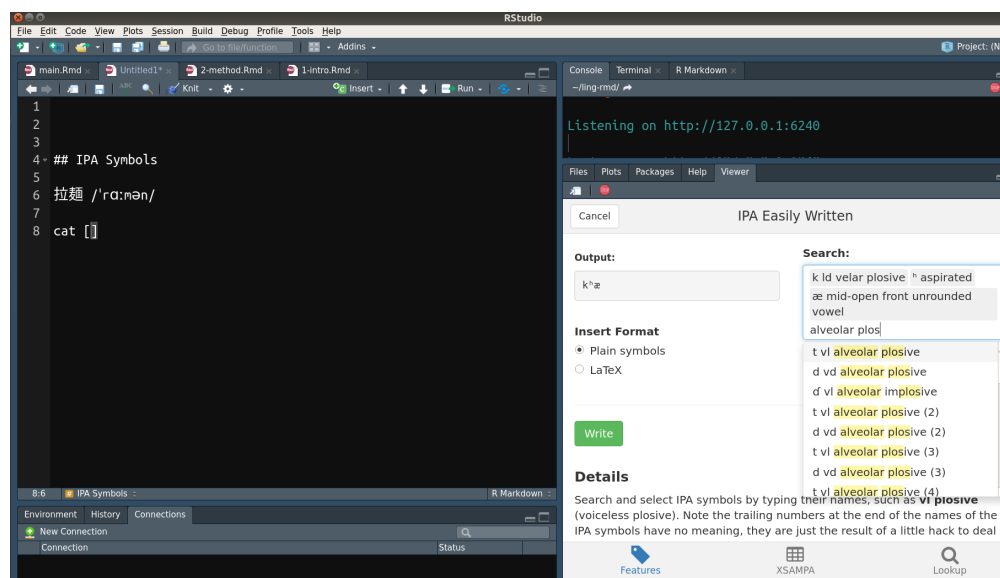 RStudio
File Edit Code View Plots Session Build Debug Profile Tools Help
Go to file/function Addins Project: (N
main.Rmd Untitled1* 2-method.Rmd 1-intro.Rmd
ABC Knit Insert Run
1
2
3
4 ## IPA Symbols
5
6 拉麺 /ˈrɑːmən/
7
8 cat []
8:6 # IPA Symbols R Markdown
Environment History Connections
New Connection
Connection Status
Console Terminal R Markdown
~/ling-rmd/
Listening on http://127.0.0.1:6240
Files Plots Packages Help Viewer
Cancel IPA Easily Written
Output:
kʰæ
Insert Format
Plain symbols
LaTeX
Write
Search:
k ld velar plosive ʰ aspirated
æ mid-open front unrounded
vowel
alveolar plos
t vl alveolar plosive
d vd alveolar plosive
ɗ vl alveolar implosive
t vl alveolar plosive (2)
d vd alveolar plosive (2)
t vl alveolar plosive (3)
d vd alveolar plosive (3)
t vl alveolar plosive (4)
Details
Search and select IPA symbols by typing their names, such as vl plosive
(voiceless plosive). Note the trailing numbers at the end of the names of the
IPA symbols have no meaning, they are just the result of a little hack to deal
Features XSAMPA Lookup